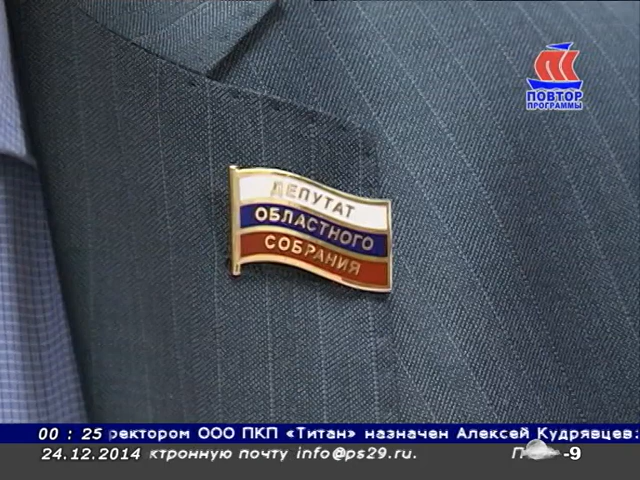 ПОВТОР
ПРОГРАММЫ
ДЕПУТАТ
ОБЛАСТНОГО
СОБРАНИЯ
00 : 25 ректором ООО ПКП «Титан» назначен Алексей Кудрявцев:
24.12.2014 ктронную почту info@ps29.ru. -9